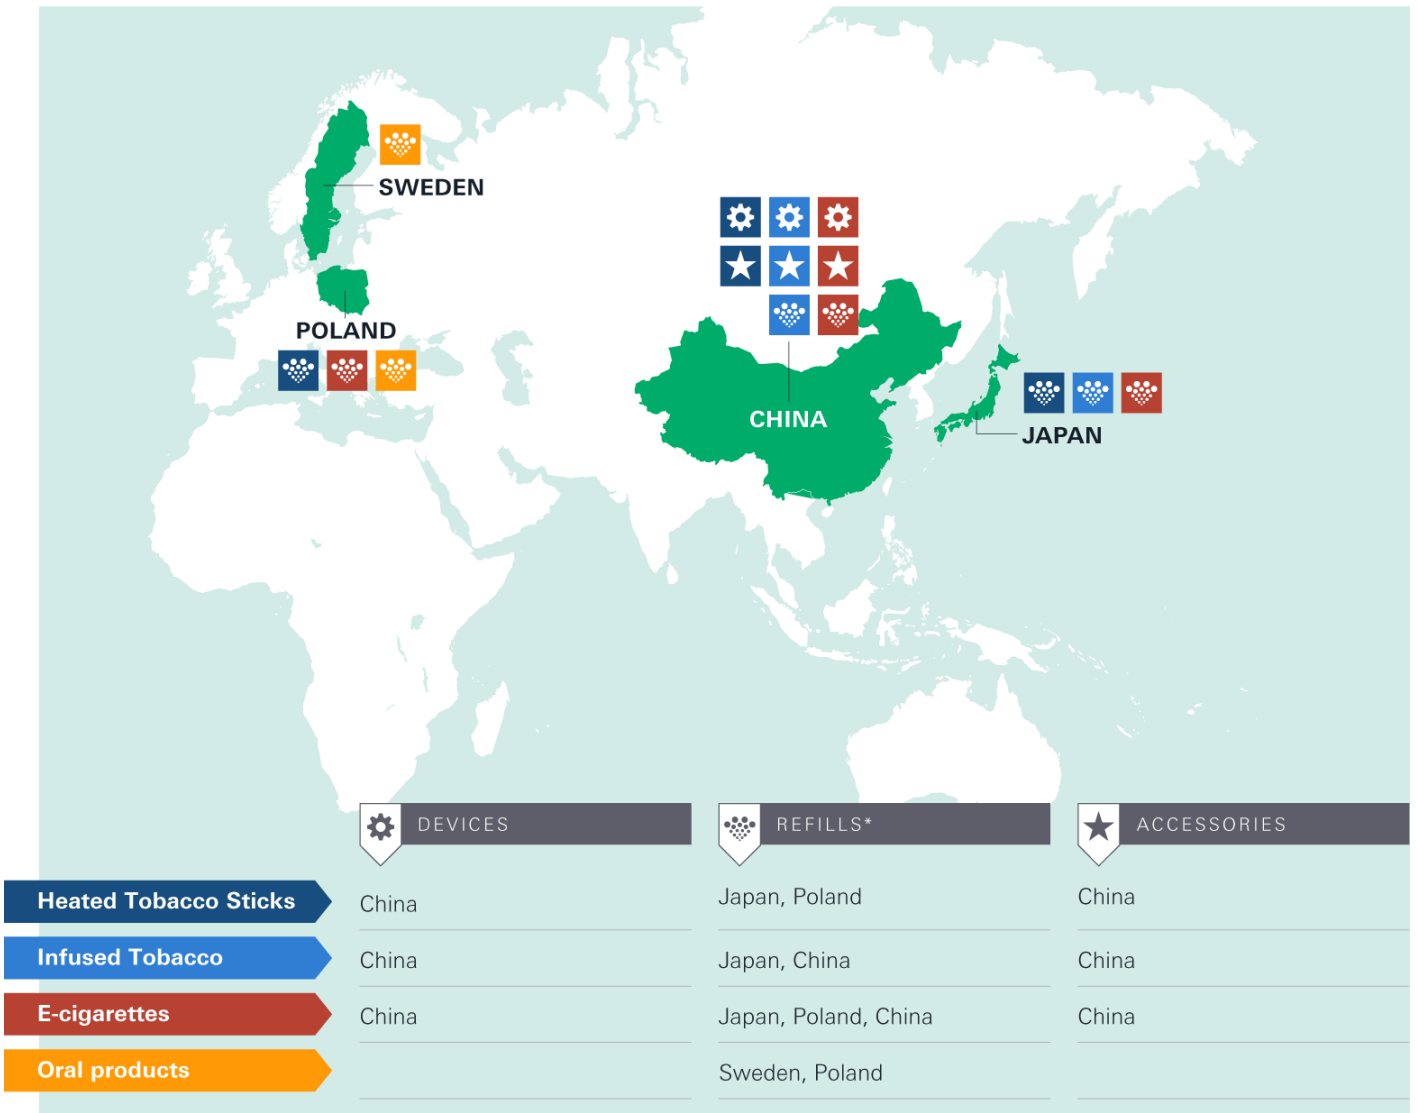 SWEDEN
POLAND
CHINA
JAPAN
DEVICES
REFILLS*
ACCESSORIES
Heated Tobacco Sticks
China
Japan, Poland
China
Infused Tobacco
China
Japan, China
China
E-cigarettes
China
Japan, Poland, China
China
Oral products
Sweden, Poland